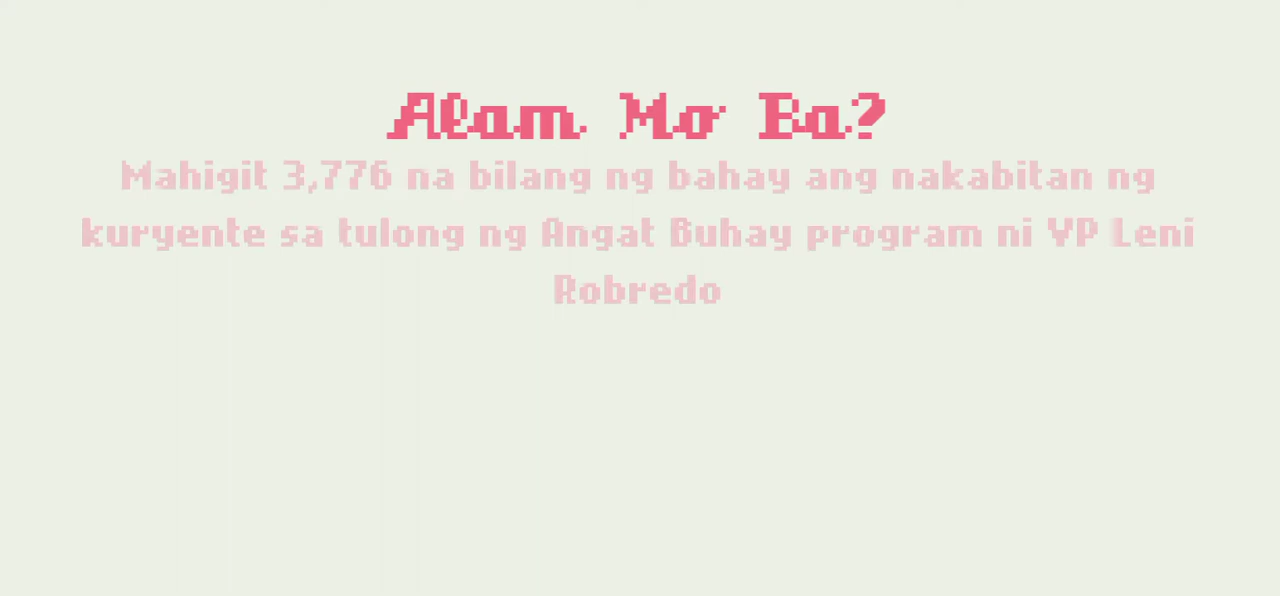 Alam Mo Ba?
Mahigit 3,776 na bilang ng bahay ang nakabitan ng
kuryente sa tulong ng Angat Buhay program ni VP Leni
Robredo